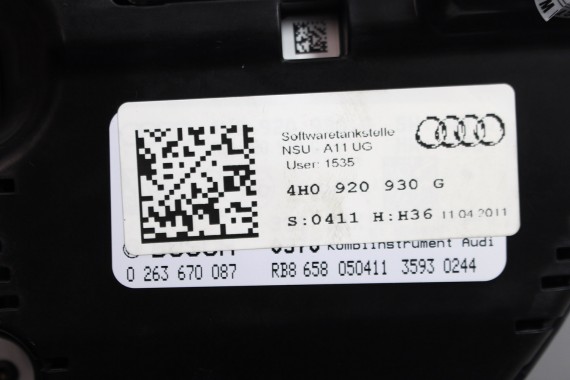 Softwaretankstelle
NSU A11 UG
User: 1535
4H0 920 930 G
S:0411 H:H36 11.04.2011
Kombiinstrument Audi
0 263 670 087 RB8 658 050411 3593 0244